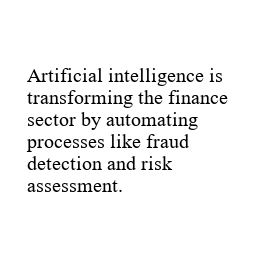 Artificial intelligence is
transforming the finance
sector by automating
processes like fraud
detection and risk
assessment.